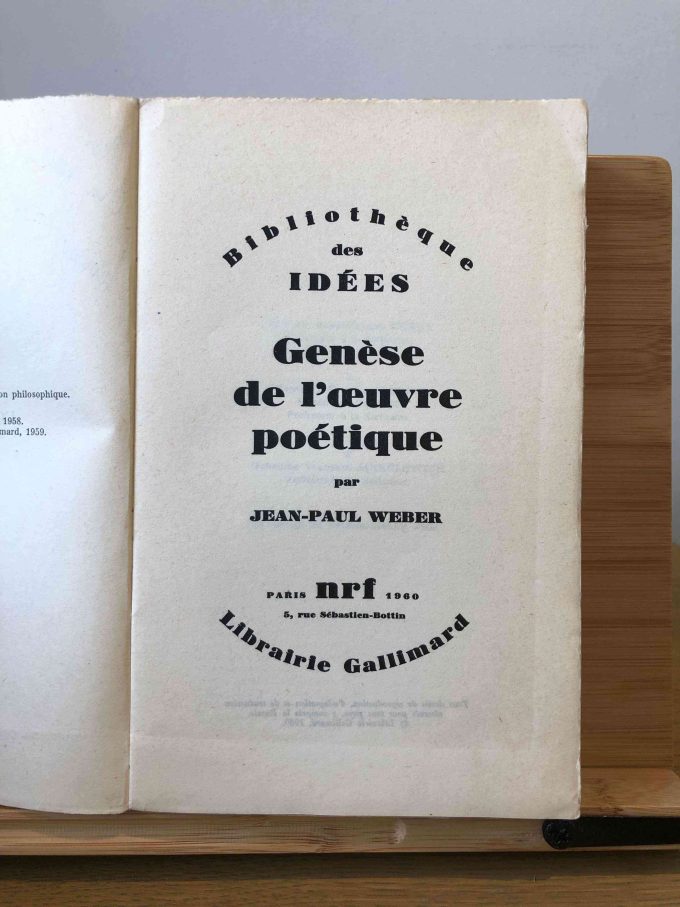 on philosophique.
1958.
mard, 1959.
Bibliothèque
des
IDÉES
Genèse
de l'œuvre
poétique
par
JEAN-PAUL WEBER
PARIS nrf 1960
5, rue Sébastien-Bottin
Librairie Gallimard